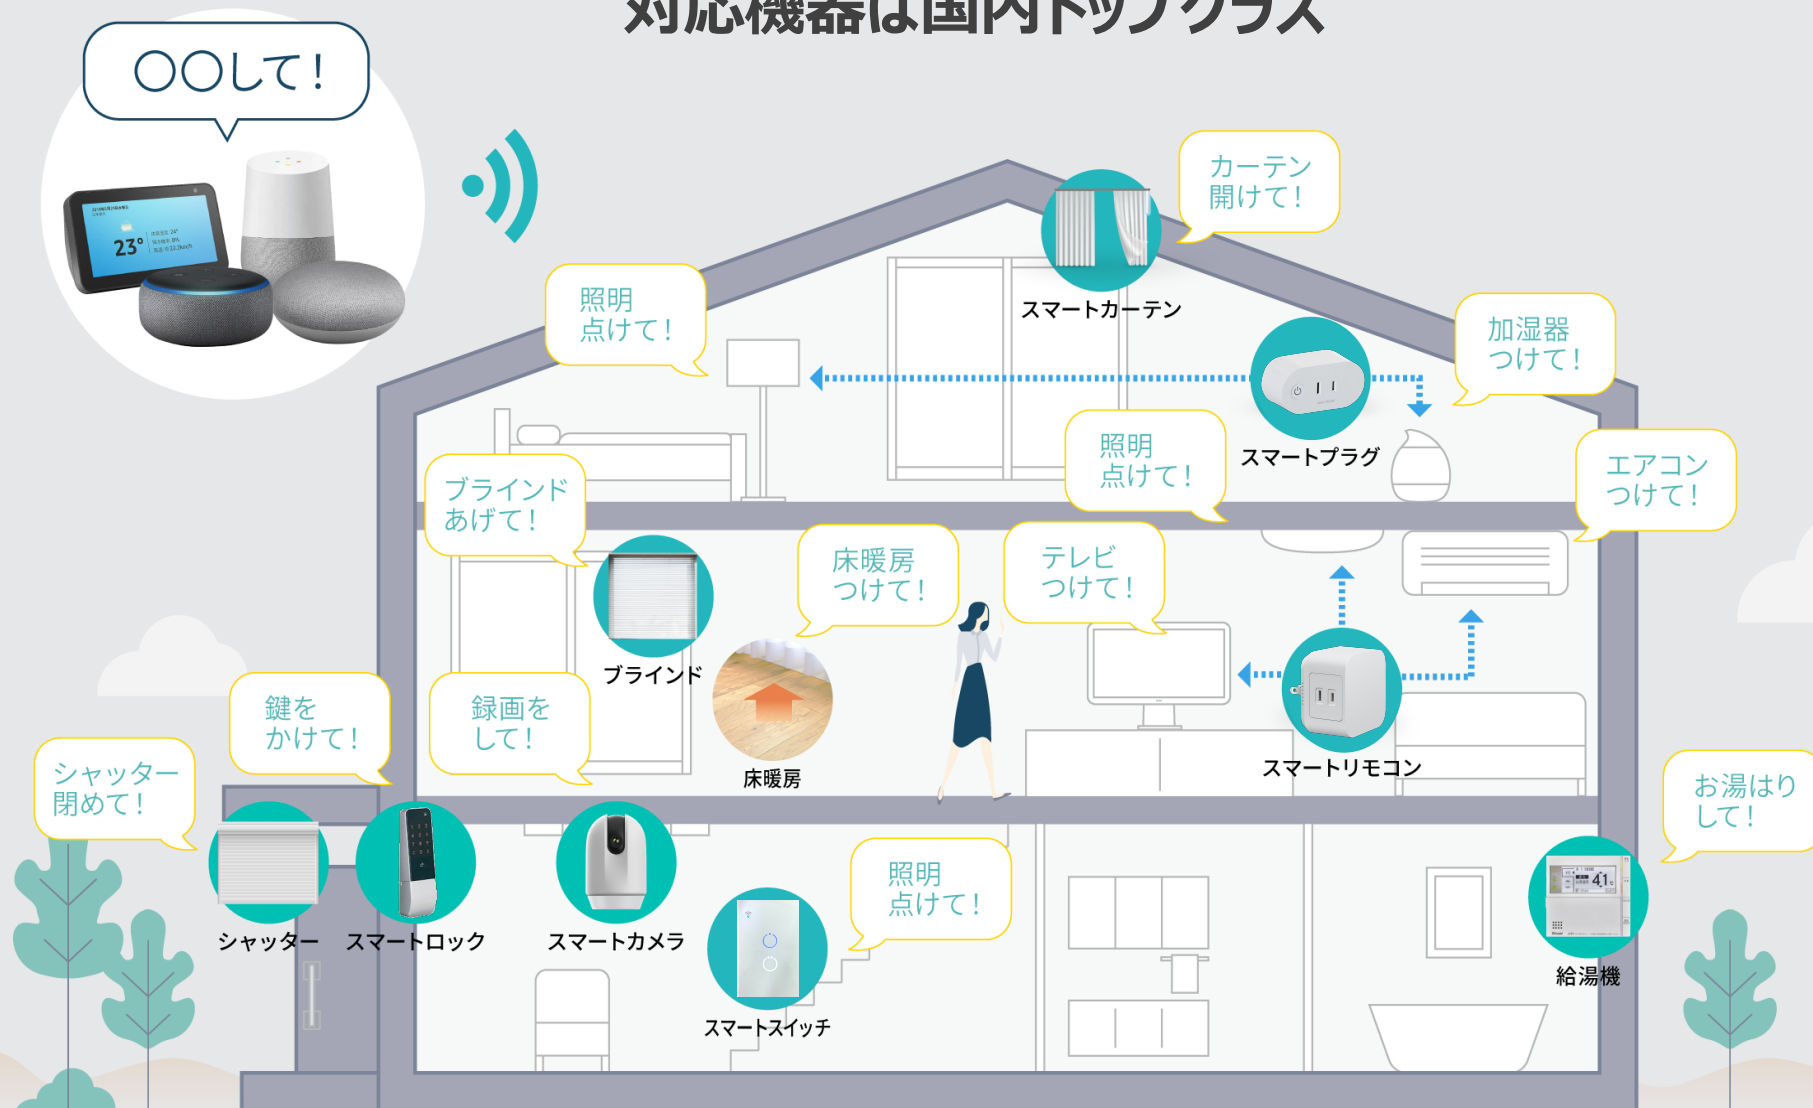 対応機器は国内トップクラス
〇〇して！
23°
カーテン
開けて！
スマートカーテン
照明
点けて！
加湿器
つけて！
スマートプラグ
照明
点けて！
エアコン
つけて！
ブラインド
あげて！
ブラインド
床暖房
つけて！
床暖房
テレビ
つけて！
スマートリモコン
シャッター
閉めて！
シャッター
鍵を
かけて！
スマートロック
録画を
して！
スマートカメラ
照明
点けて！
スマートスイッチ
お湯はり
して！
41
給湯機